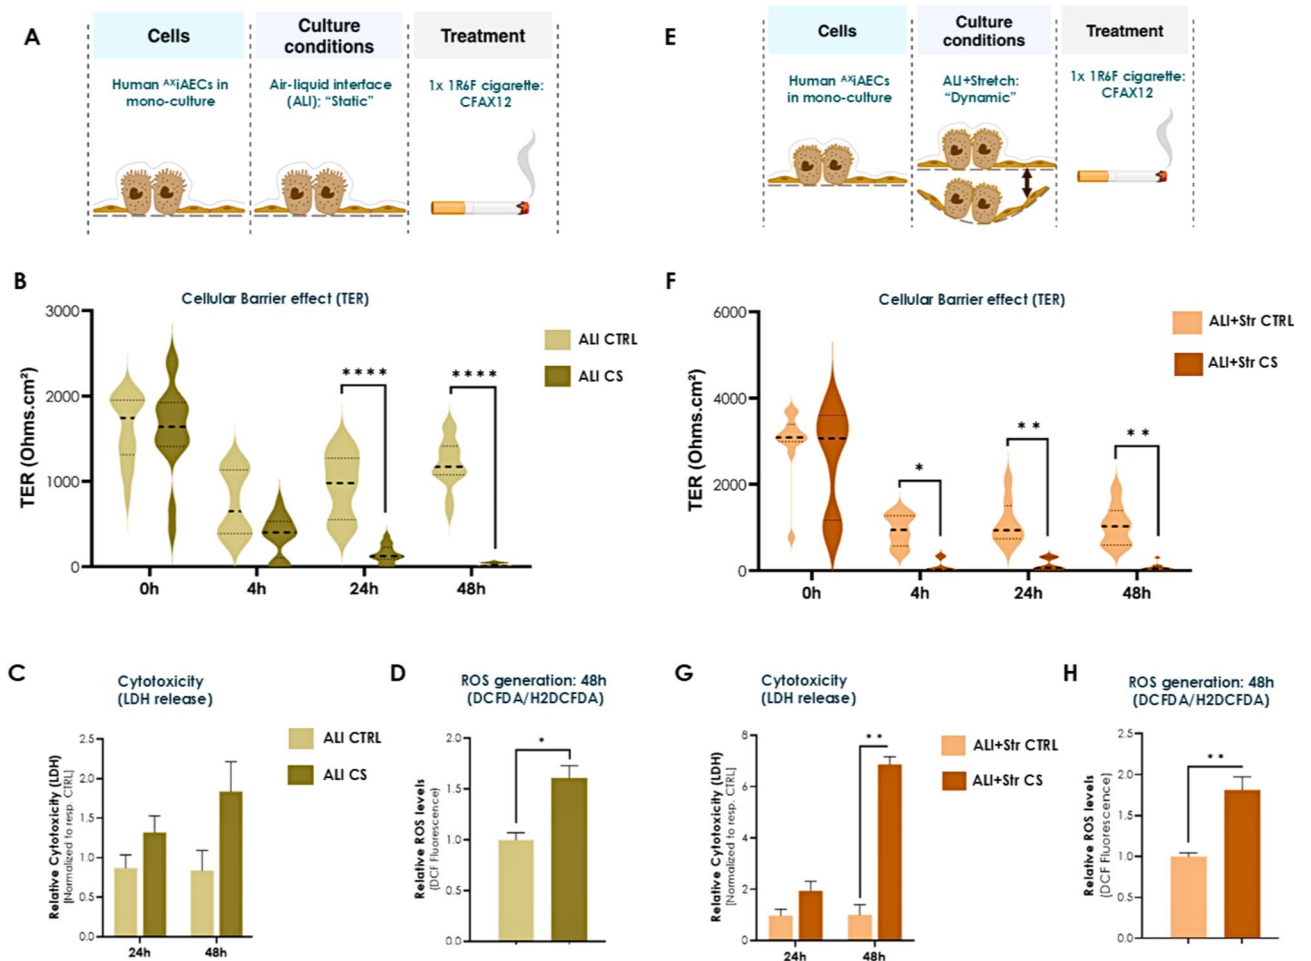 A
Cells
Culture
conditions
Treatment
Human ᴬˣiAECs in
mono-culture
Air-liquid interface
(ALI); “Static”
1x 1R6F cigarette:
CFAX12
E
Cells
Culture
conditions
Treatment
Human ᴬˣiAECs
in mono-culture
ALI+Stretch:
“Dynamic”
1x 1R6F cigarette:
CFAX12
B
Cellular Barrier effect (TER)
TER (Ohms.cm²)
3000
2000
1000
0
0h
4h
24h
48h
****
****
ALI CTRL
ALI CS
F
Cellular Barrier effect (TER)
TER (Ohms.cm²)
6000
4000
2000
0
0h
4h
24h
48h
*
**
**
ALI+Str CTRL
ALI+Str CS
C
Cytotoxicity
(LDH release)
Relative Cytotoxicity (LDH)
[Normalized to resp. CTRL]
2.5
2.0
1.5
1.0
0.5
0.0
24h
48h
ALI CTRL
ALI CS
D
ROS generation: 48h
(DCFDA/H2DCFDA)
Relative ROS levels
(DCF Fluorescence)
2.0
1.5
1.0
0.5
0.0
*
G
Cytotoxicity
(LDH release)
Relative Cytotoxicity (LDH)
[Normalized to resp. CTRL]
8
6
4
2
0
24h
48h
**
ALI+Str CTRL
ALI+Str CS
H
ROS generation: 48h
(DCFDA/H2DCFDA)
Relative ROS levels
(DCF Fluorescence)
2.5
2.0
1.5
1.0
0.5
0.0
**